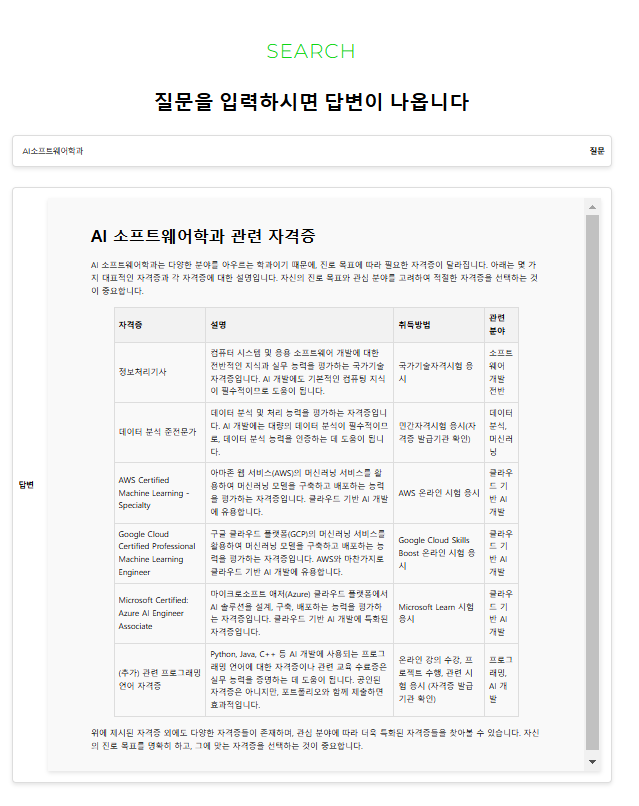 SEARCH
질문을 입력하시면 답변이 나옵니다
AI소프트웨어학과
질문
답변
AI 소프트웨어학과 관련 자격증
AI 소프트웨어학과는 다양한 분야를 아우르는 학과이기 때문에, 진로 목표에 따라 필요한 자격증이 달라집니다. 아래는 몇 가
지 대표적인 자격증과 각 자격증에 대한 설명입니다. 자신의 진로 목표와 관심 분야를 고려하여 적절한 자격증을 선택하는 것
이 중요합니다.
자격증
설명
취득방법
관련
분야
정보처리기사
컴퓨터 시스템 및 응용 소프트웨어 개발에 대한
전반적인 지식과 실무 능력을 평가하는 국가기술
자격증입니다. AI 개발에도 기본적인 컴퓨팅 지식
이 필수적이므로 도움이 됩니다.
국가기술자격시험 응
시
소프트
웨어
개발
전반
데이터 분석 준전문가
데이터 분석 및 처리 능력을 평가하는 자격증입니
다. AI 개발에는 대량의 데이터 분석이 필수적이므
로, 데이터 분석 능력을 인증하는 데 도움이 됩니
다.
민간자격시험 응시(자
격증 발급기관 확인)
데이터
분석,
머신러
닝
AWS Certified
Machine Learning -
Specialty
아마존 웹 서비스(AWS)의 머신러닝 서비스를 활
용하여 머신러닝 모델을 구축하고 배포하는 능력
을 평가하는 자격증입니다. 클라우드 기반 AI 개발
에 유용합니다.
AWS 온라인 시험 응시
클라우
드 기
반 AI
개발
Google Cloud
Certified Professional
Machine Learning
Engineer
구글 클라우드 플랫폼(GCP)의 머신러닝 서비스를
활용하여 머신러닝 모델을 구축하고 배포하는 능
력을 평가하는 자격증입니다. AWS와 마찬가지로
클라우드 기반 AI 개발에 유용합니다.
Google Cloud Skills
Boost 온라인 시험 응
시
클라우
드 기
반 AI
개발
Microsoft Certified:
Azure AI Engineer
Associate
마이크로소프트 애저(Azure) 클라우드 플랫폼에서
AI 솔루션을 설계, 구축, 배포하는 능력을 평가하
는 자격증입니다. 클라우드 기반 AI 개발에 특화된
자격증입니다.
Microsoft Learn 시험
응시
클라우
드 기
반 AI
개발
(추가) 관련 프로그래밍
언어 자격증
Python, Java, C++ 등 AI 개발에 사용되는 프로그
래밍 언어에 대한 자격증이나 관련 교육 수료증은
실무 능력을 증명하는 데 도움이 됩니다. 공인된
자격증은 아니지만, 포트폴리오와 함께 제출하면
효과적입니다.
온라인 강의 수강, 프
로젝트 수행, 관련 시
험 응시 (자격증 발급
기관 확인)
프로그
래밍,
AI 개
발
위에 제시된 자격증 외에도 다양한 자격증들이 존재하며, 관심 분야에 따라 더욱 특화된 자격증들을 찾아볼 수 있습니다. 자신
의 진로 목표를 명확히 하고, 그에 맞는 자격증을 선택하는 것이 중요합니다.